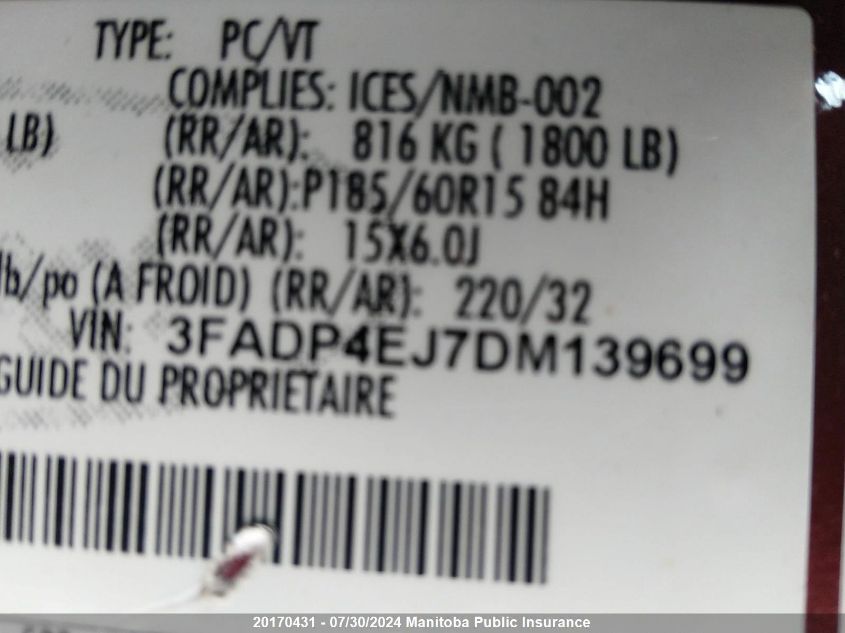 TYPE: PC/VT
COMPLIES: ICES/NMB-002
LB) (RR/AR): 816 KG ( 1800 LB)
(RR/AR):P185/60R15 84H
(RR/AR): 15X6.0J
lb/po (A FROID) (RR/AR): 220/32
VIN: 3FADP4EJ7DM139699
GUIDE DU PROPRIETAIRE
20170431 - 07/30/2024 Manitoba Public Insurance